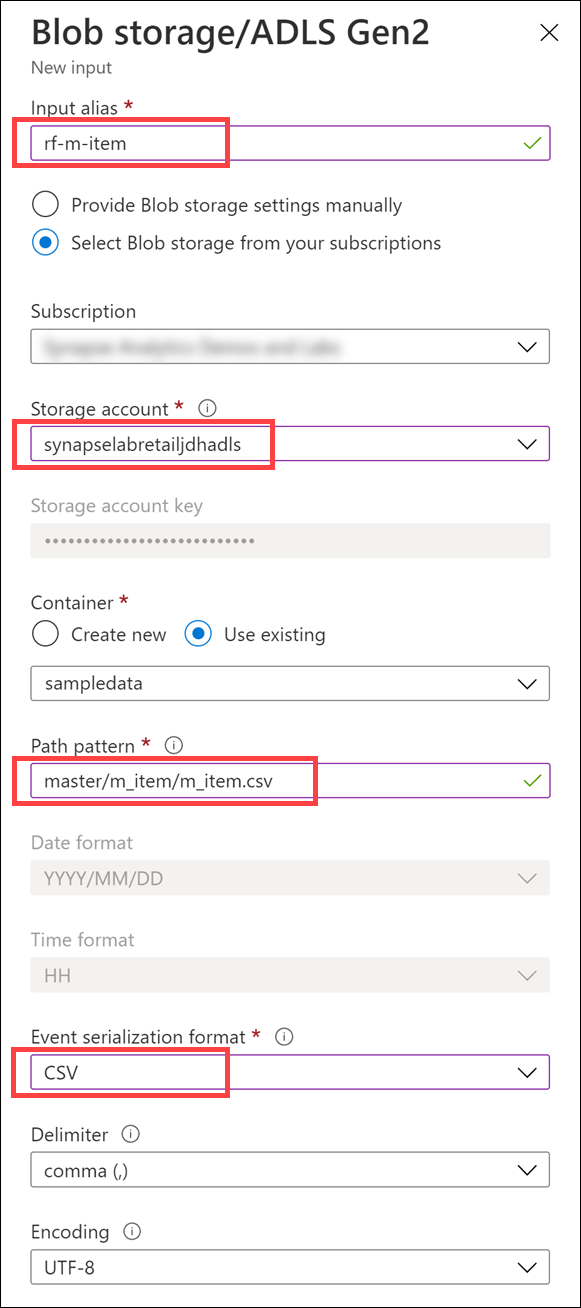 Blob storage/ADLS Gen2
New input
Input alias *
rf-m-item
Provide Blob storage settings manually
Select Blob storage from your subscriptions
Subscription
Storage account *
synapselabretailjdhadls
Storage account key
Container *
Create new Use existing
sampledata
Path pattern *
master/m_item/m_item.csv
Date format
YYYY/MM/DD
Time format
HH
Event serialization format *
CSV
Delimiter
comma (,)
Encoding
UTF-8